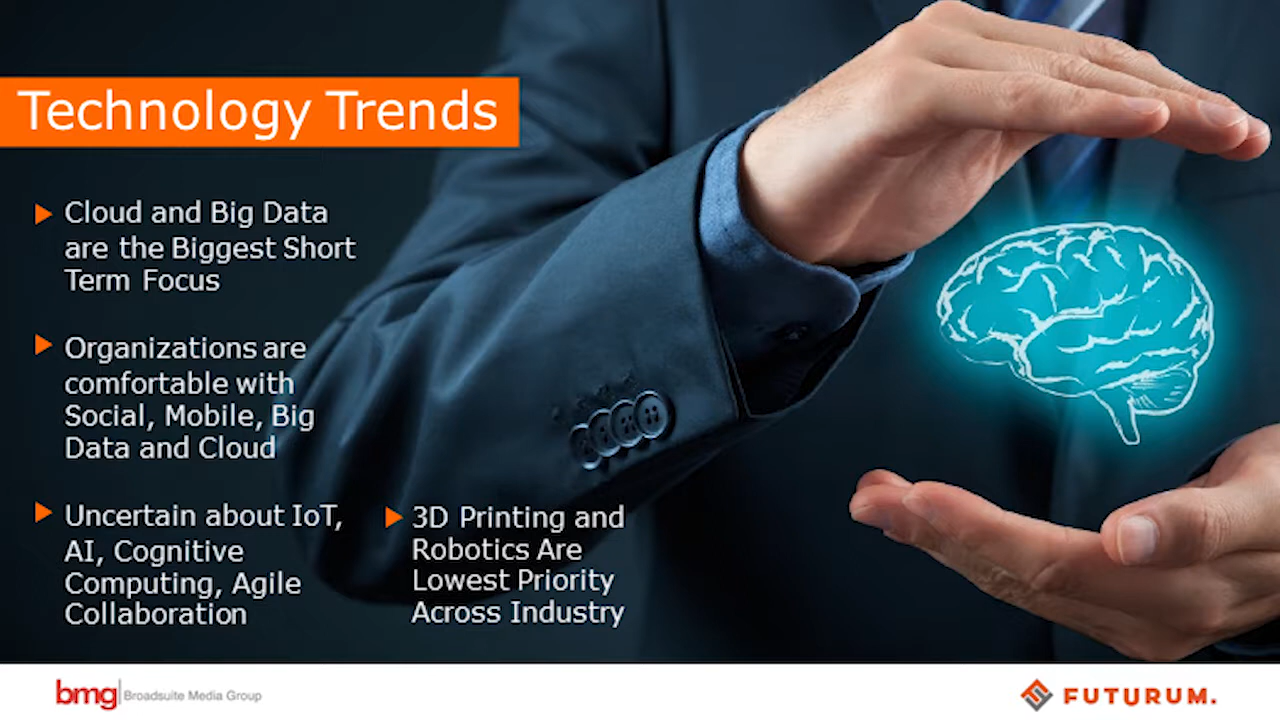 Technology Trends
Cloud and Big Data
are the Biggest Short
Term Focus
Organizations are
comfortable with
Social, Mobile, Big
Data and Cloud
Uncertain about IoT,
AI, Cognitive
Computing, Agile
Collaboration
3D Printing and
Robotics Are
Lowest Priority
Across Industry
bmg Broadsuite Media Group
FUTURUM.